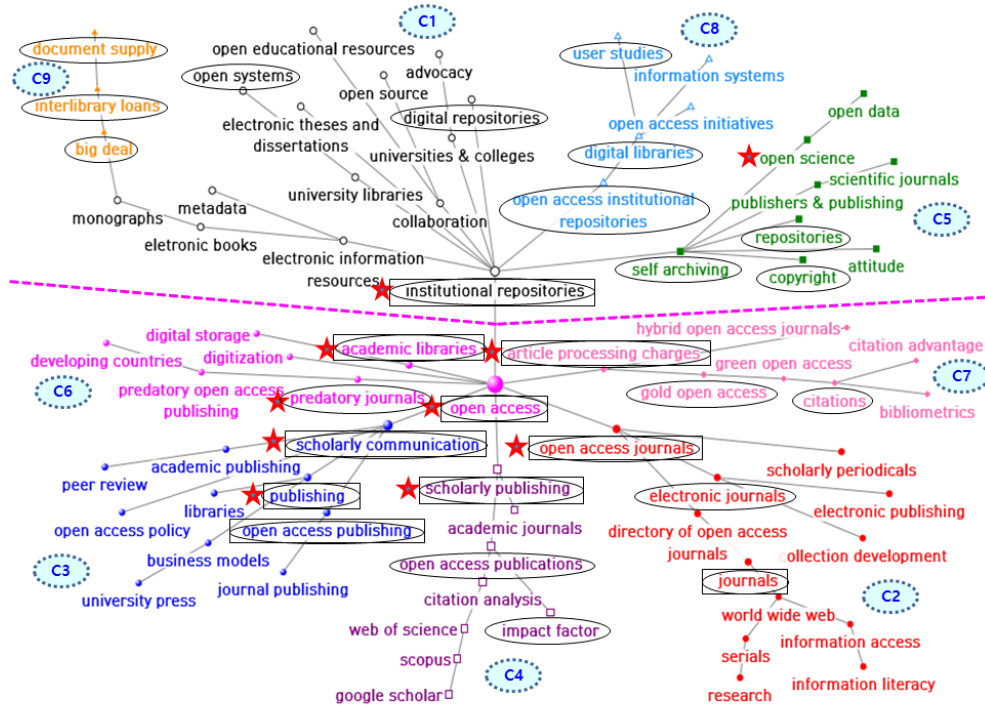 C1
C8
document supply
open educational resources
user studies
open systems
advocacy
information systems
C9
open source
interlibrary loans
open data
digital repositories
electronic theses and
dissertations
open access initiatives
big deal
universities & colleges
digital libraries
open science
scientific journals
university libraries
metadata
open access institutional
repositories
publishers & publishing
monographs
collaboration
C5
eletronic books
repositories
electronic information
resources
self archiving
attitude
copyright
institutional repositories
digital storage
hybrid open access journals
developing countries
digitization
academic libraries
article processing charges
citation advantage
green open access
C6
predatory open access
publishing
predatory journals
gold open access
citations
C7
open access
bibliometrics
scholarly communication
open access journals
academic publishing
scholarly periodicals
peer review
publishing
scholarly publishing
electronic journals
libraries
electronic publishing
open access policy
open access publishing
academic journals
directory of open access
journals
business models
collection development
C3
journal publishing
open access publications
journals
university press
citation analysis
C2
world wide web
web of science
impact factor
information access
scopus
serials
C4
google scholar
research
information literacy